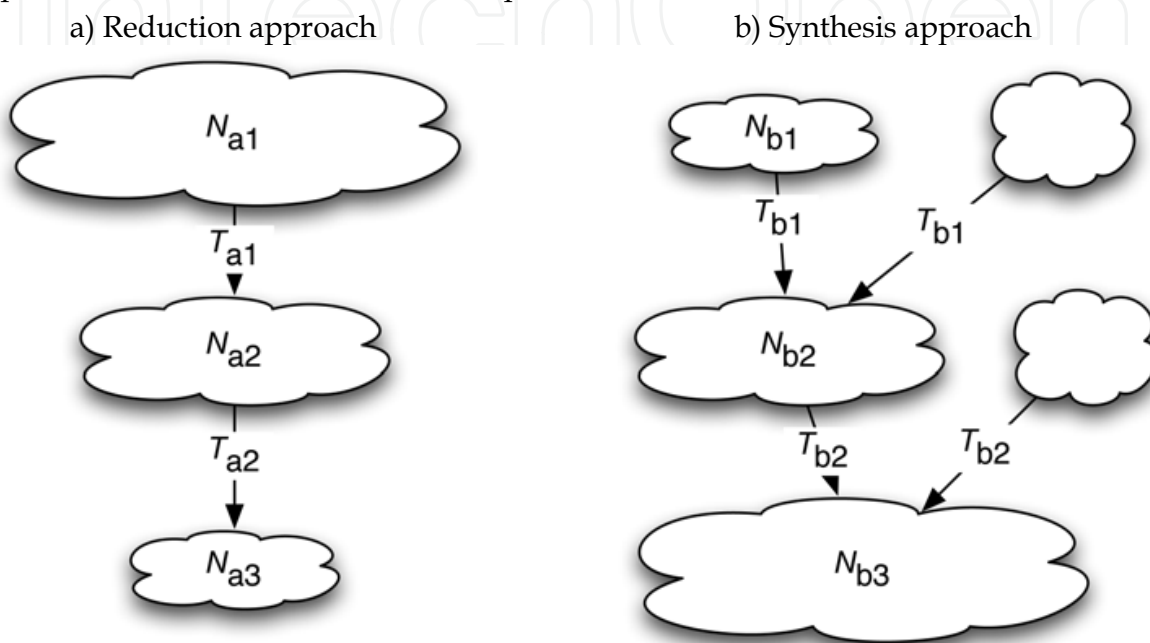 a) Reduction approach
b) Synthesis approach
Na1
Ta1
Na2
Ta2
Na3
Nb1
Tb1
Tb1
Nb2
Tb2
Tb2
Nb3